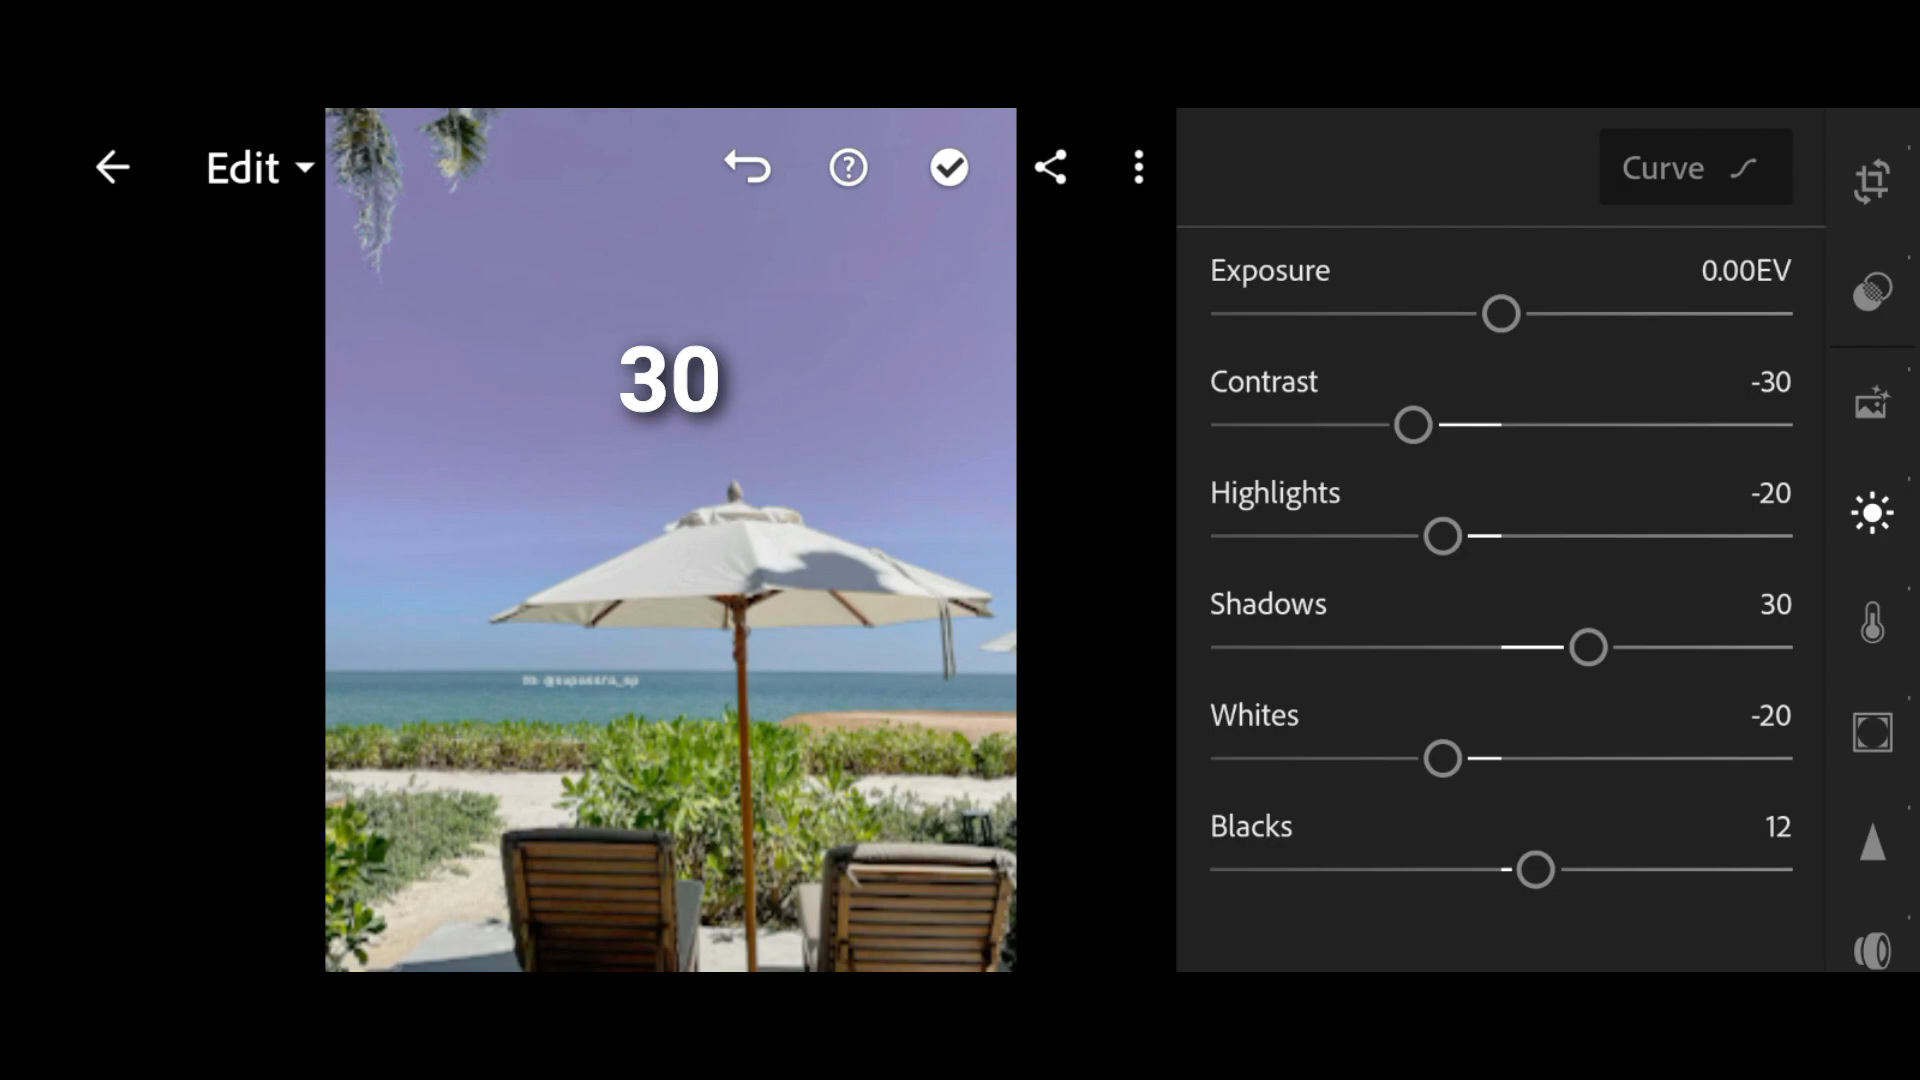 Edit
30
Curve
Exposure
0.00EV
Contrast
-30
Highlights
-20
Shadows
30
Whites
-20
Blacks
12